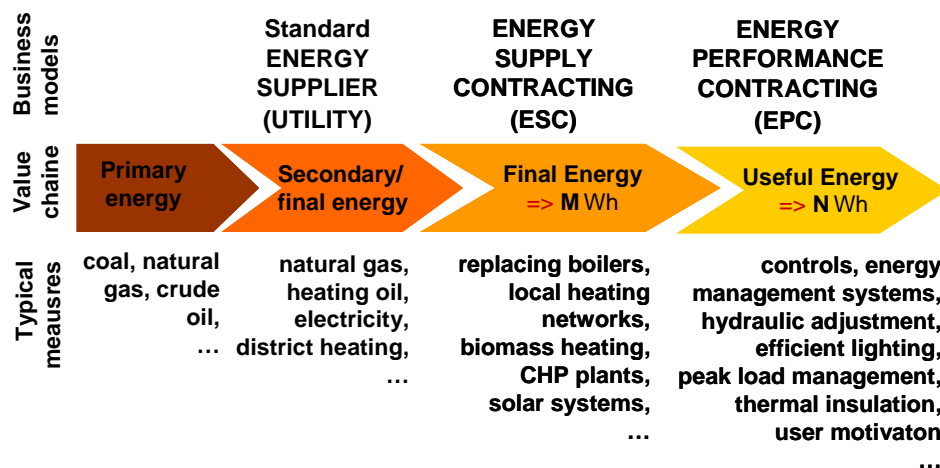 Business
models
Standard
ENERGY
SUPPLIER
(UTILITY)
ENERGY
SUPPLY
CONTRACTING
(ESC)
ENERGY
PERFORMANCE
CONTRACTING
(EPC)
Value
chaine
Primary
energy
Secondary/
final energy
Final Energy
=> M Wh
Useful Energy
=> N Wh
Typical
meausres
coal, natural
gas, crude
oil,
…
natural gas,
heating oil,
electricity,
district heating,
…
replacing boilers,
local heating
networks,
biomass heating,
CHP plants,
solar systems,
…
controls, energy
management systems,
hydraulic adjustment,
efficient lighting,
peak load management,
thermal insulation,
user motivaton
…